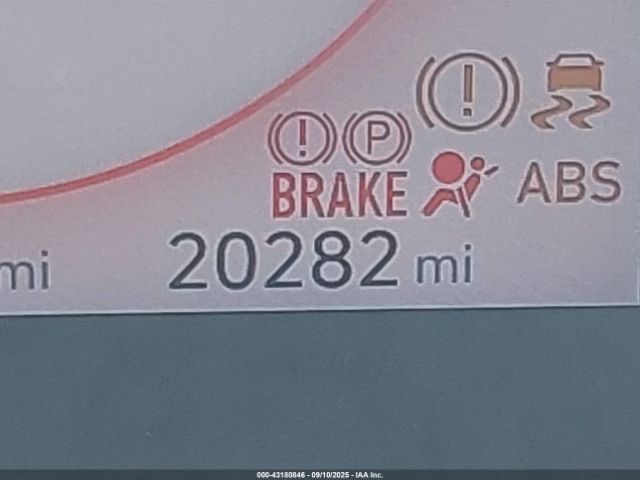 (!) (P) (!)
BRAKE ABS
mi 20282 mi
000-43180846 - 09/10/2025 - IAA Inc.